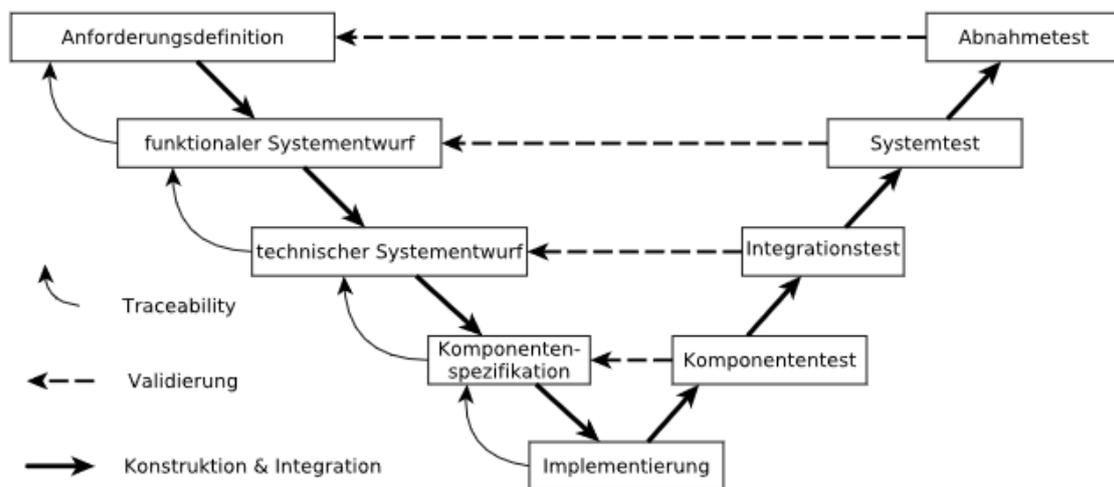 Anforderungsdefinition
Abnahmetest
funktionaler Systementwurf
Systemtest
technischer Systementwurf
Integrationstest
Traceability
Komponenten-
spezifikation
Komponententest
Validierung
Implementierung
Konstruktion & Integration